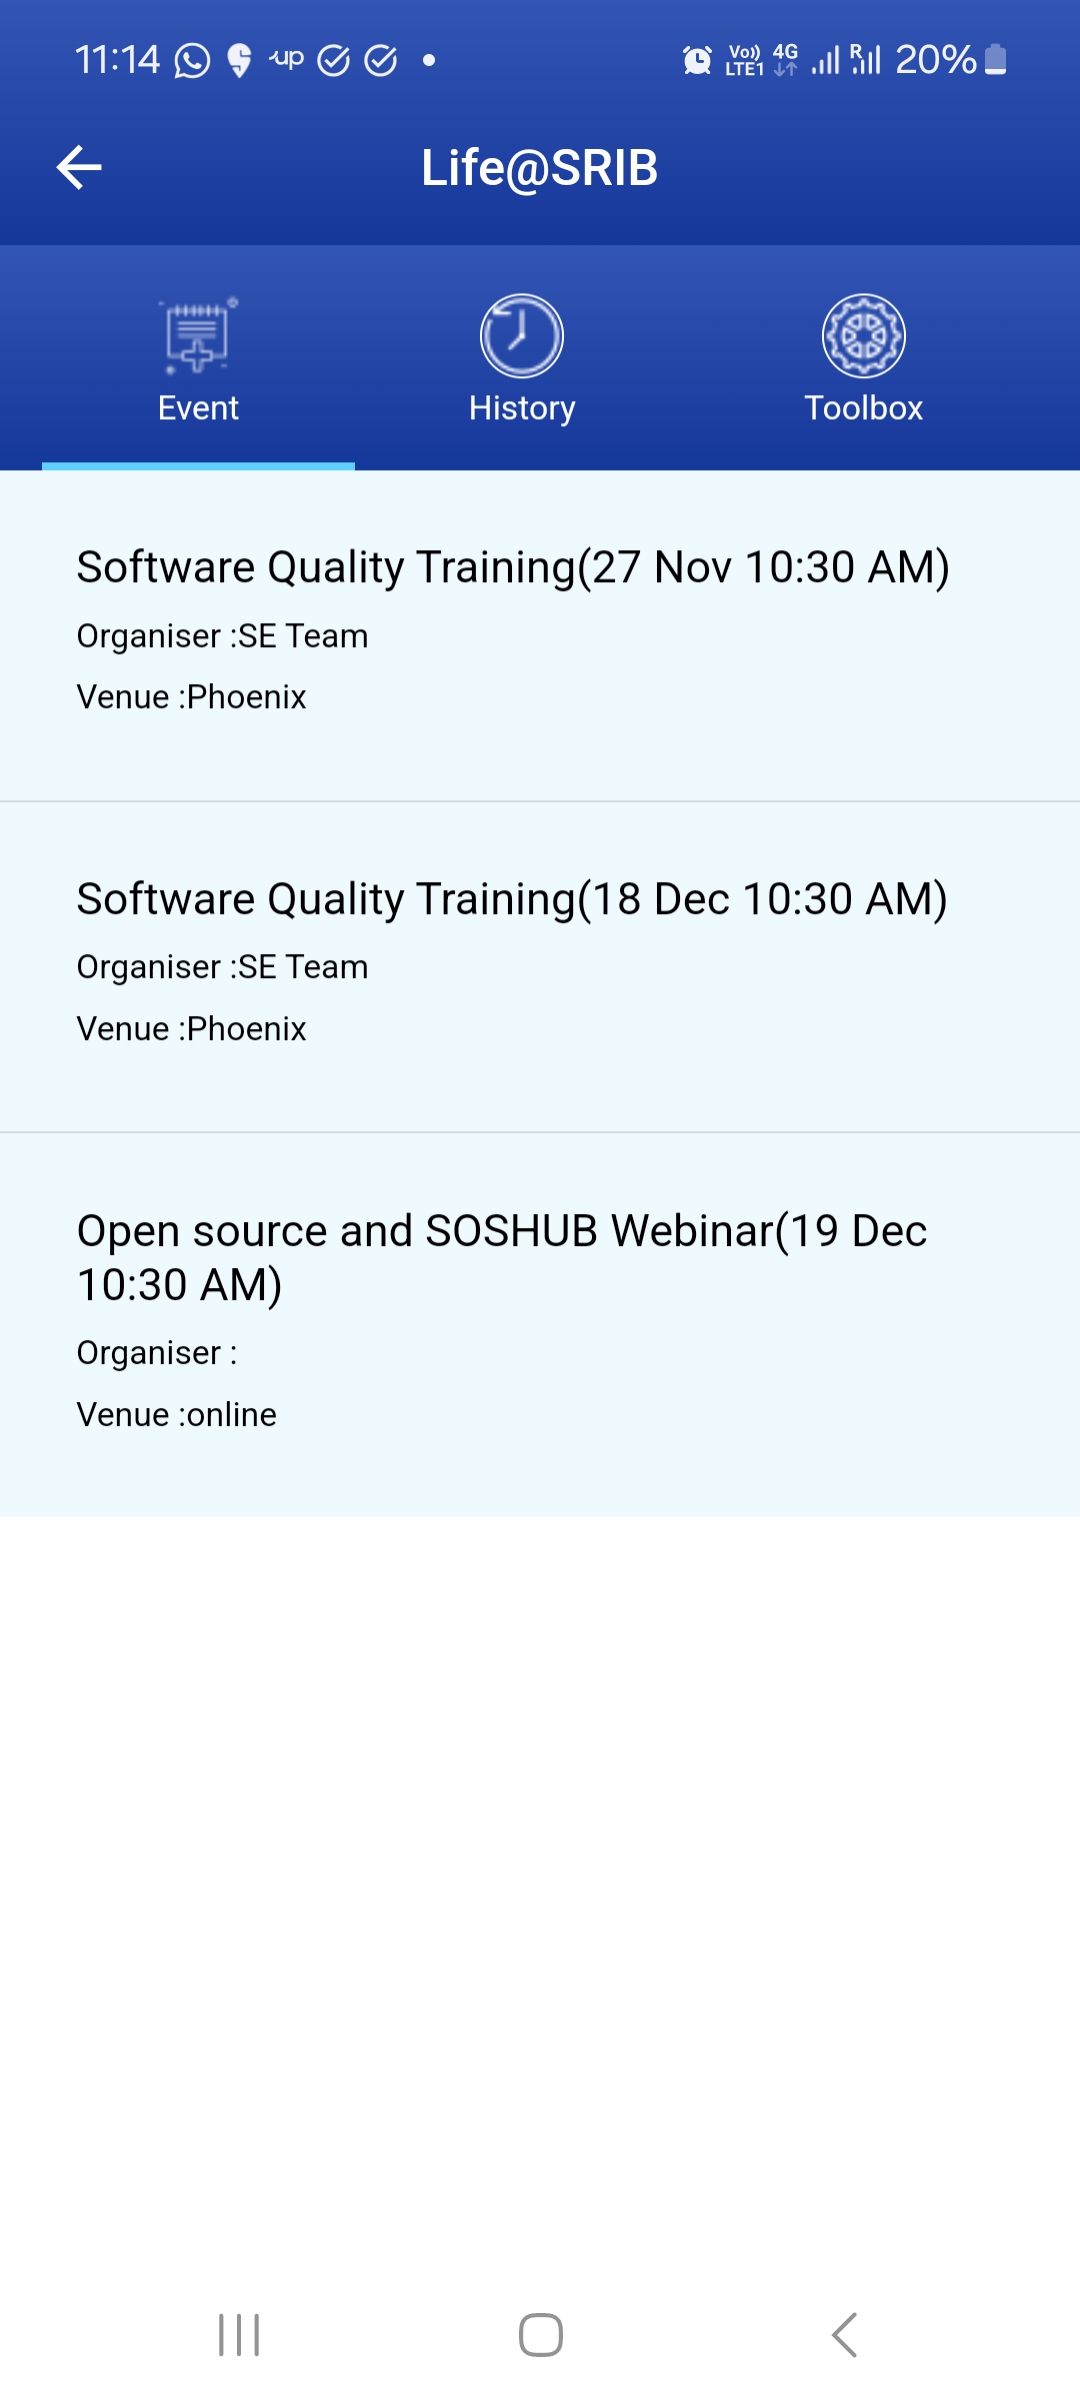 11:14 up Vo)) LTE1 4G R 20%
Life@SRIB
Event History Toolbox
Software Quality Training(27 Nov 10:30 AM)
Organiser :SE Team
Venue :Phoenix
Software Quality Training(18 Dec 10:30 AM)
Organiser :SE Team
Venue :Phoenix
Open source and SOSHUB Webinar(19 Dec
10:30 AM)
Organiser :
Venue :online